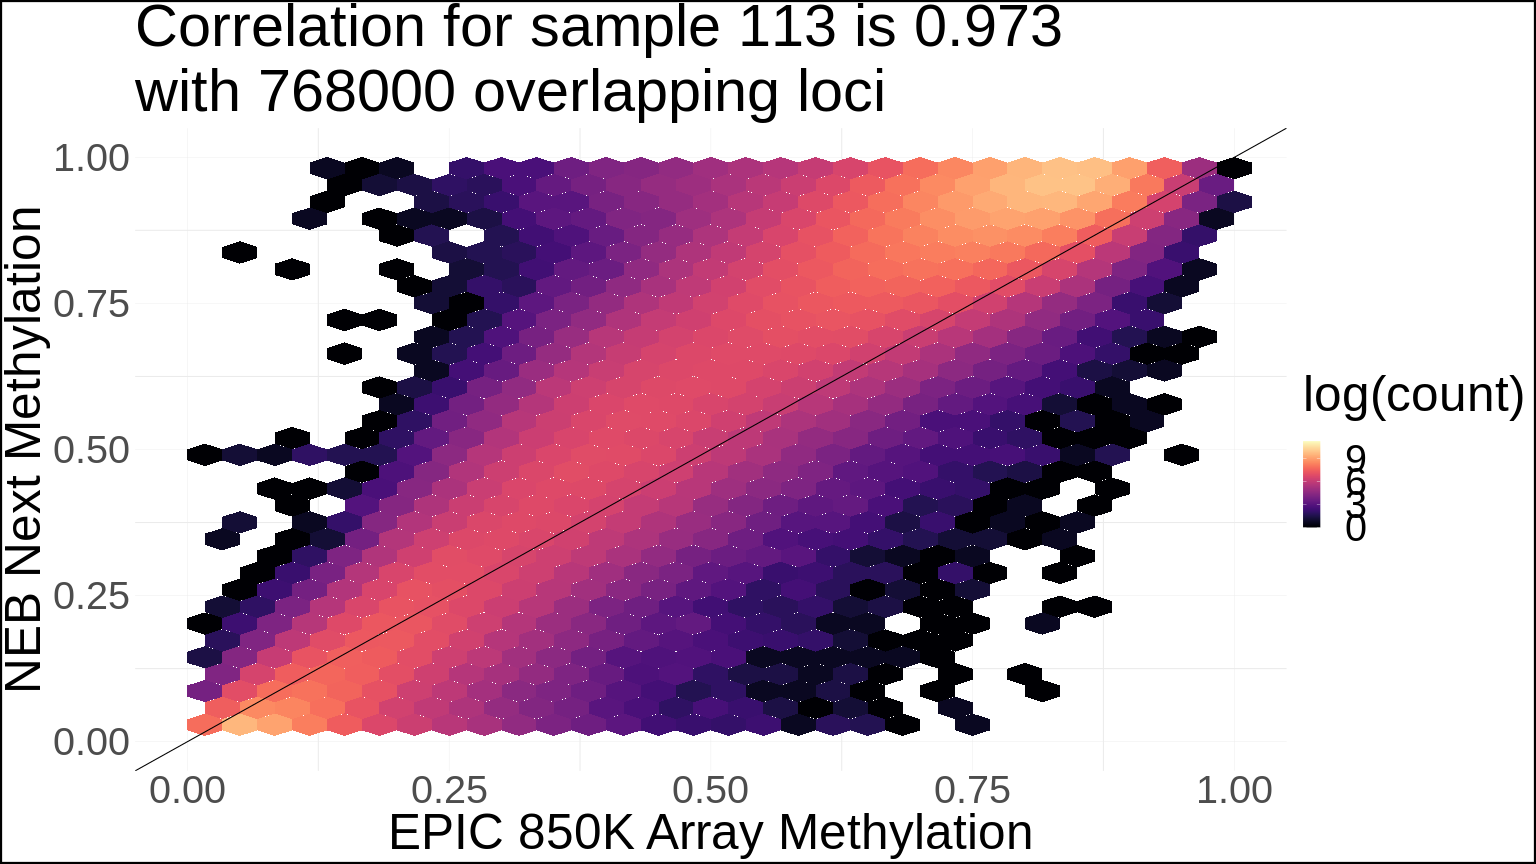 Correlation for sample 113 is 0.973
with 768000 overlapping loci
NEB Next Methylation
1.00
0.75
0.50
0.25
0.00
0.00 0.25 0.50 0.75 1.00
EPIC 850K Array Methylation
log(count)
9
6
3
0